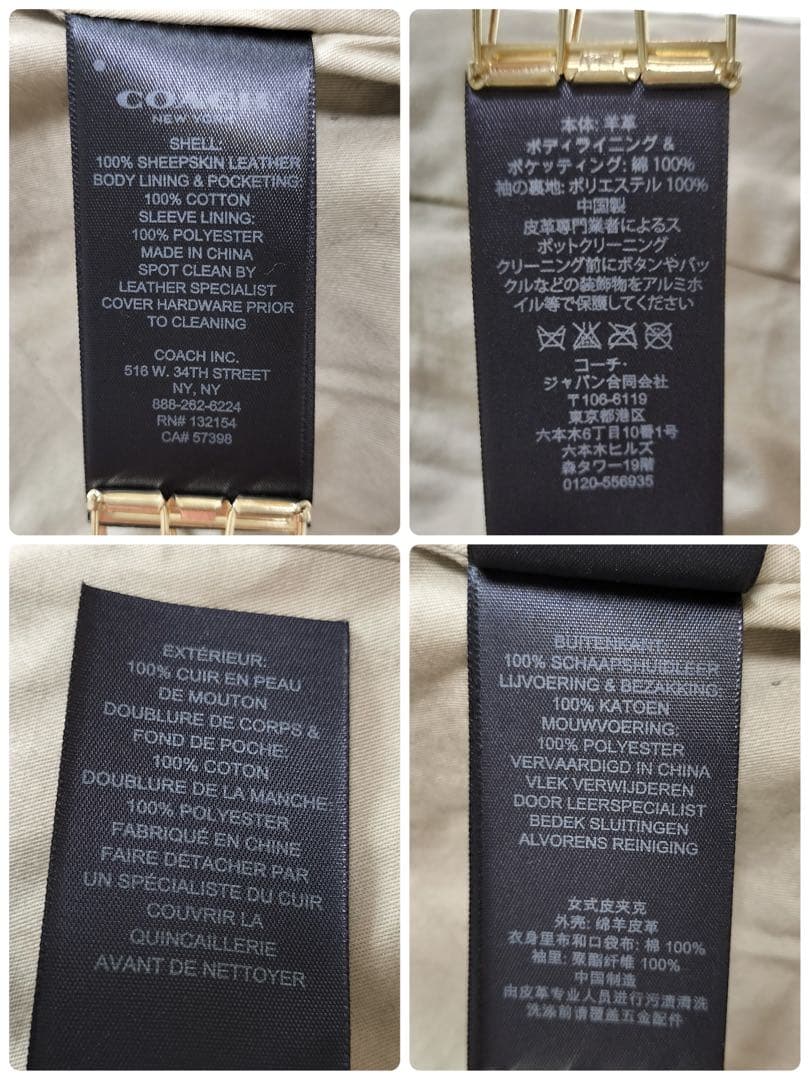 COACH
NEW YORK
SHELL:
100% SHEEPSKIN LEATHER
BODY LINING & POCKETING:
100% COTTON
SLEEVE LINING:
100% POLYESTER
MADE IN CHINA
SPOT CLEAN BY
LEATHER SPECIALIST
COVER HARDWARE PRIOR
TO CLEANING
COACH INC.
516 W. 34TH STREET
NY, NY
888-262-6224
RN# 132154
CA# 57398
本体: 羊革
ボディライニング &
ポケッティング: 綿 100%
袖の裏地: ポリエステル 100%
中国製
皮革専門業者によるス
ポットクリーニング
クリーニング前にボタンやバッ
クルなどの装飾物をアルミホ
イル等で保護してください
コーチ・
ジャパン合同会社
〒106-6119
東京都港区
六本木6丁目10番1号
六本木ヒルズ
森タワー19階
0120-556935
EXTÉRIEUR:
100% CUIR EN PEAU
DE MOUTON
DOUBLURE DE CORPS &
FOND DE POCHE:
100% COTON
DOUBLURE DE LA MANCHE:
100% POLYESTER
FABRIQUÉ EN CHINE
FAIRE DÉTACHER PAR
UN SPÉCIALISTE DU CUIR
COUVRIR LA
QUINCAILLERIE
AVANT DE NETTOYER
BUITENKANT:
100% SCHAAPSHUIDLEER
LIJVOERING & BEZAKKING:
100% KATOEN
MOUWVOERING:
100% POLYESTER
VERVAARDIGD IN CHINA
VLEK VERWIJDEREN
DOOR LEERSPECIALIST
BEDEK SLUITINGEN
ALVORENS REINIGING
女式皮夹克
外壳: 绵羊皮革
衣身里布和口袋布: 棉 100%
袖里: 聚酯纤维 100%
中国制造
由皮革专业人员进行污渍清洗
洗涤前请覆盖五金配件